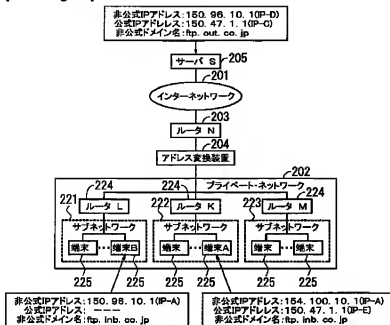 非公式IPアドレス:150. 96. 10. 1(IP-D)
公式IPアドレス:150. 47. 1. 1(IP-C)
非公式ドメイン名:ftp. out. co. jp
サーバ S
205
201
インターネットワーク
203
ルータ N
204
アドレス変換装置
202
プライベート・ネットワーク
221
224
224
224
ルータ L
ルータ K
ルータ M
222
223
サブネットワーク
サブネットワーク
サブネットワーク
端末
端末B
端末
端末A
端末
端末
225
225
225
225
225
225
非公式IPアドレス:150. 96. 10. 1(IP-A)
公式IPアドレス: ― ― ―
非公式ドメイン名:ftp. inb. co. jp
非公式IPアドレス:154. 100. 10. 1(IP-A)
公式IPアドレス:150. 47. 1. 1(IP-E)
非公式ドメイン名:ftp. inb. co. jp